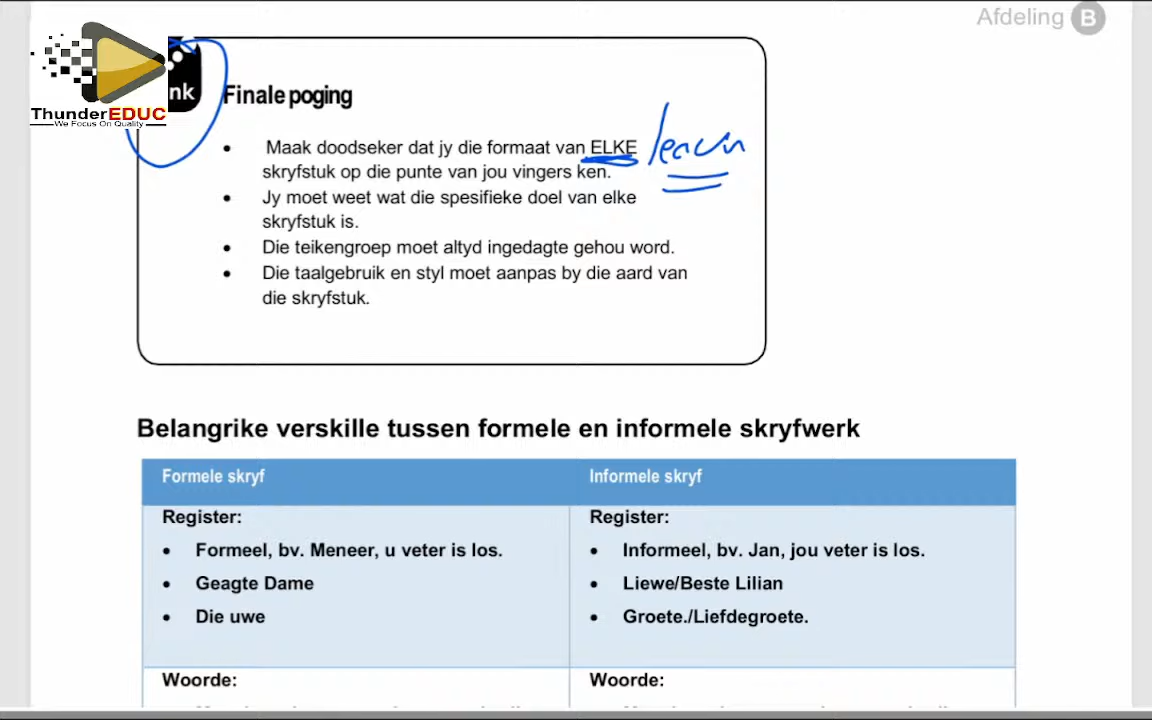 Afdeling B
nk
ThunderEDUC
We Focus On Quality
Finale poging
• Maak doodseker dat jy die formaat van ELKE
skryfstuk op die punte van jou vingers ken.
learn
• Jy moet weet wat die spesifieke doel van elke
skryfstuk is.
• Die teikengroep moet altyd ingedagte gehou word.
• Die taalgebruik en styl moet aanpas by die aard van
die skryfstuk.
Belangrike verskille tussen formele en informele skryfwerk
Formele skryf
Register:
• Formeel, bv. Meneer, u veter is los.
• Geagte Dame
• Die uwe
Woorde:
Informele skryf
Register:
• Informeel, bv. Jan, jou veter is los.
• Liewe/Beste Lilian
• Groete./Liefdegroete.
Woorde: